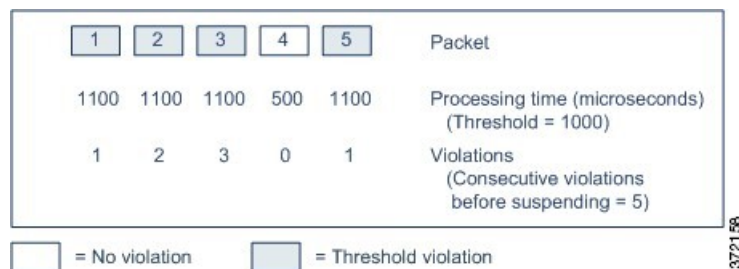 1 2 3 4 5 Packet
1100 1100 1100 500 1100 Processing time (microseconds)
(Threshold = 1000)
1 2 3 0 1 Violations
(Consecutive violations
before suspending = 5)
= No violation = Threshold violation
372158